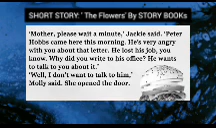 SHORT STORY: ' The Flowers' By STORY BOOKs
'Mother, please wait a minute,' Jackie said. 'Peter
Hobbs came here this morning. He's very angry
with you about that letter. He lost his job, you
know. Why did you write to his office? He wants
to talk to you about it.'
'Well, I don't want to talk to him,'
Molly said. She opened the door.